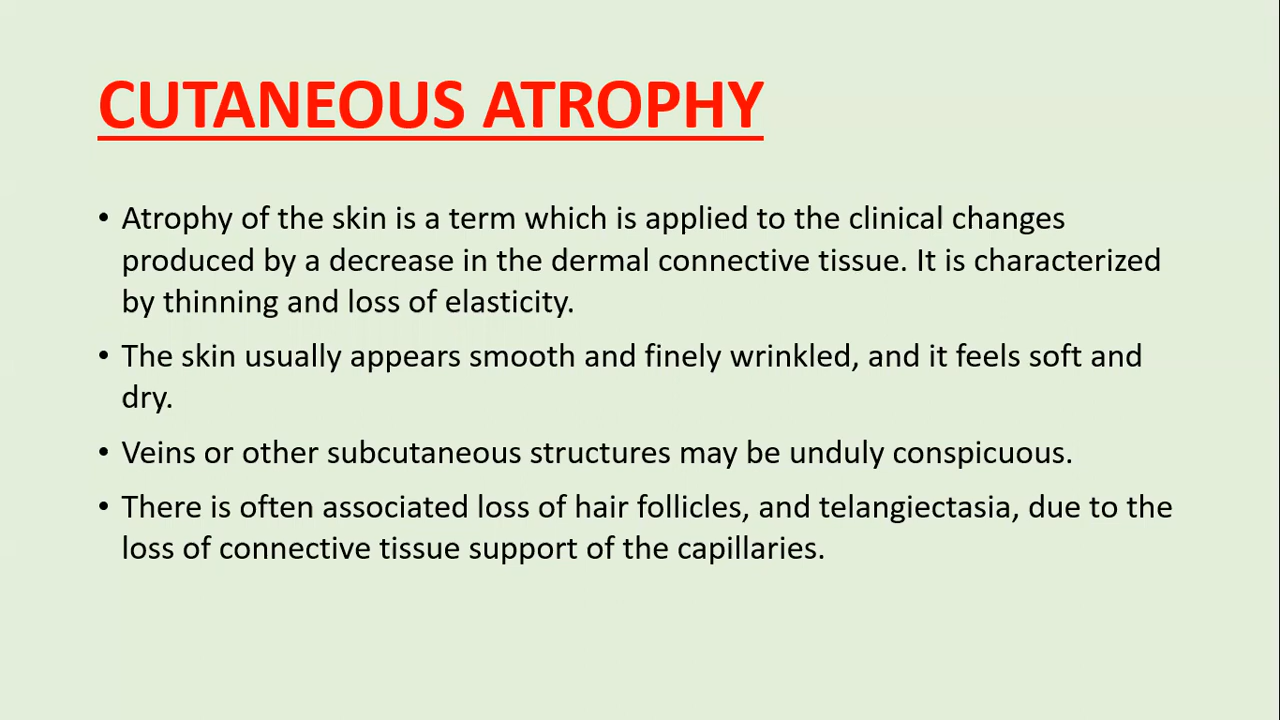 CUTANEOUS ATROPHY
• Atrophy of the skin is a term which is applied to the clinical changes
produced by a decrease in the dermal connective tissue. It is characterized
by thinning and loss of elasticity.
• The skin usually appears smooth and finely wrinkled, and it feels soft and
dry.
• Veins or other subcutaneous structures may be unduly conspicuous.
• There is often associated loss of hair follicles, and telangiectasia, due to the
loss of connective tissue support of the capillaries.